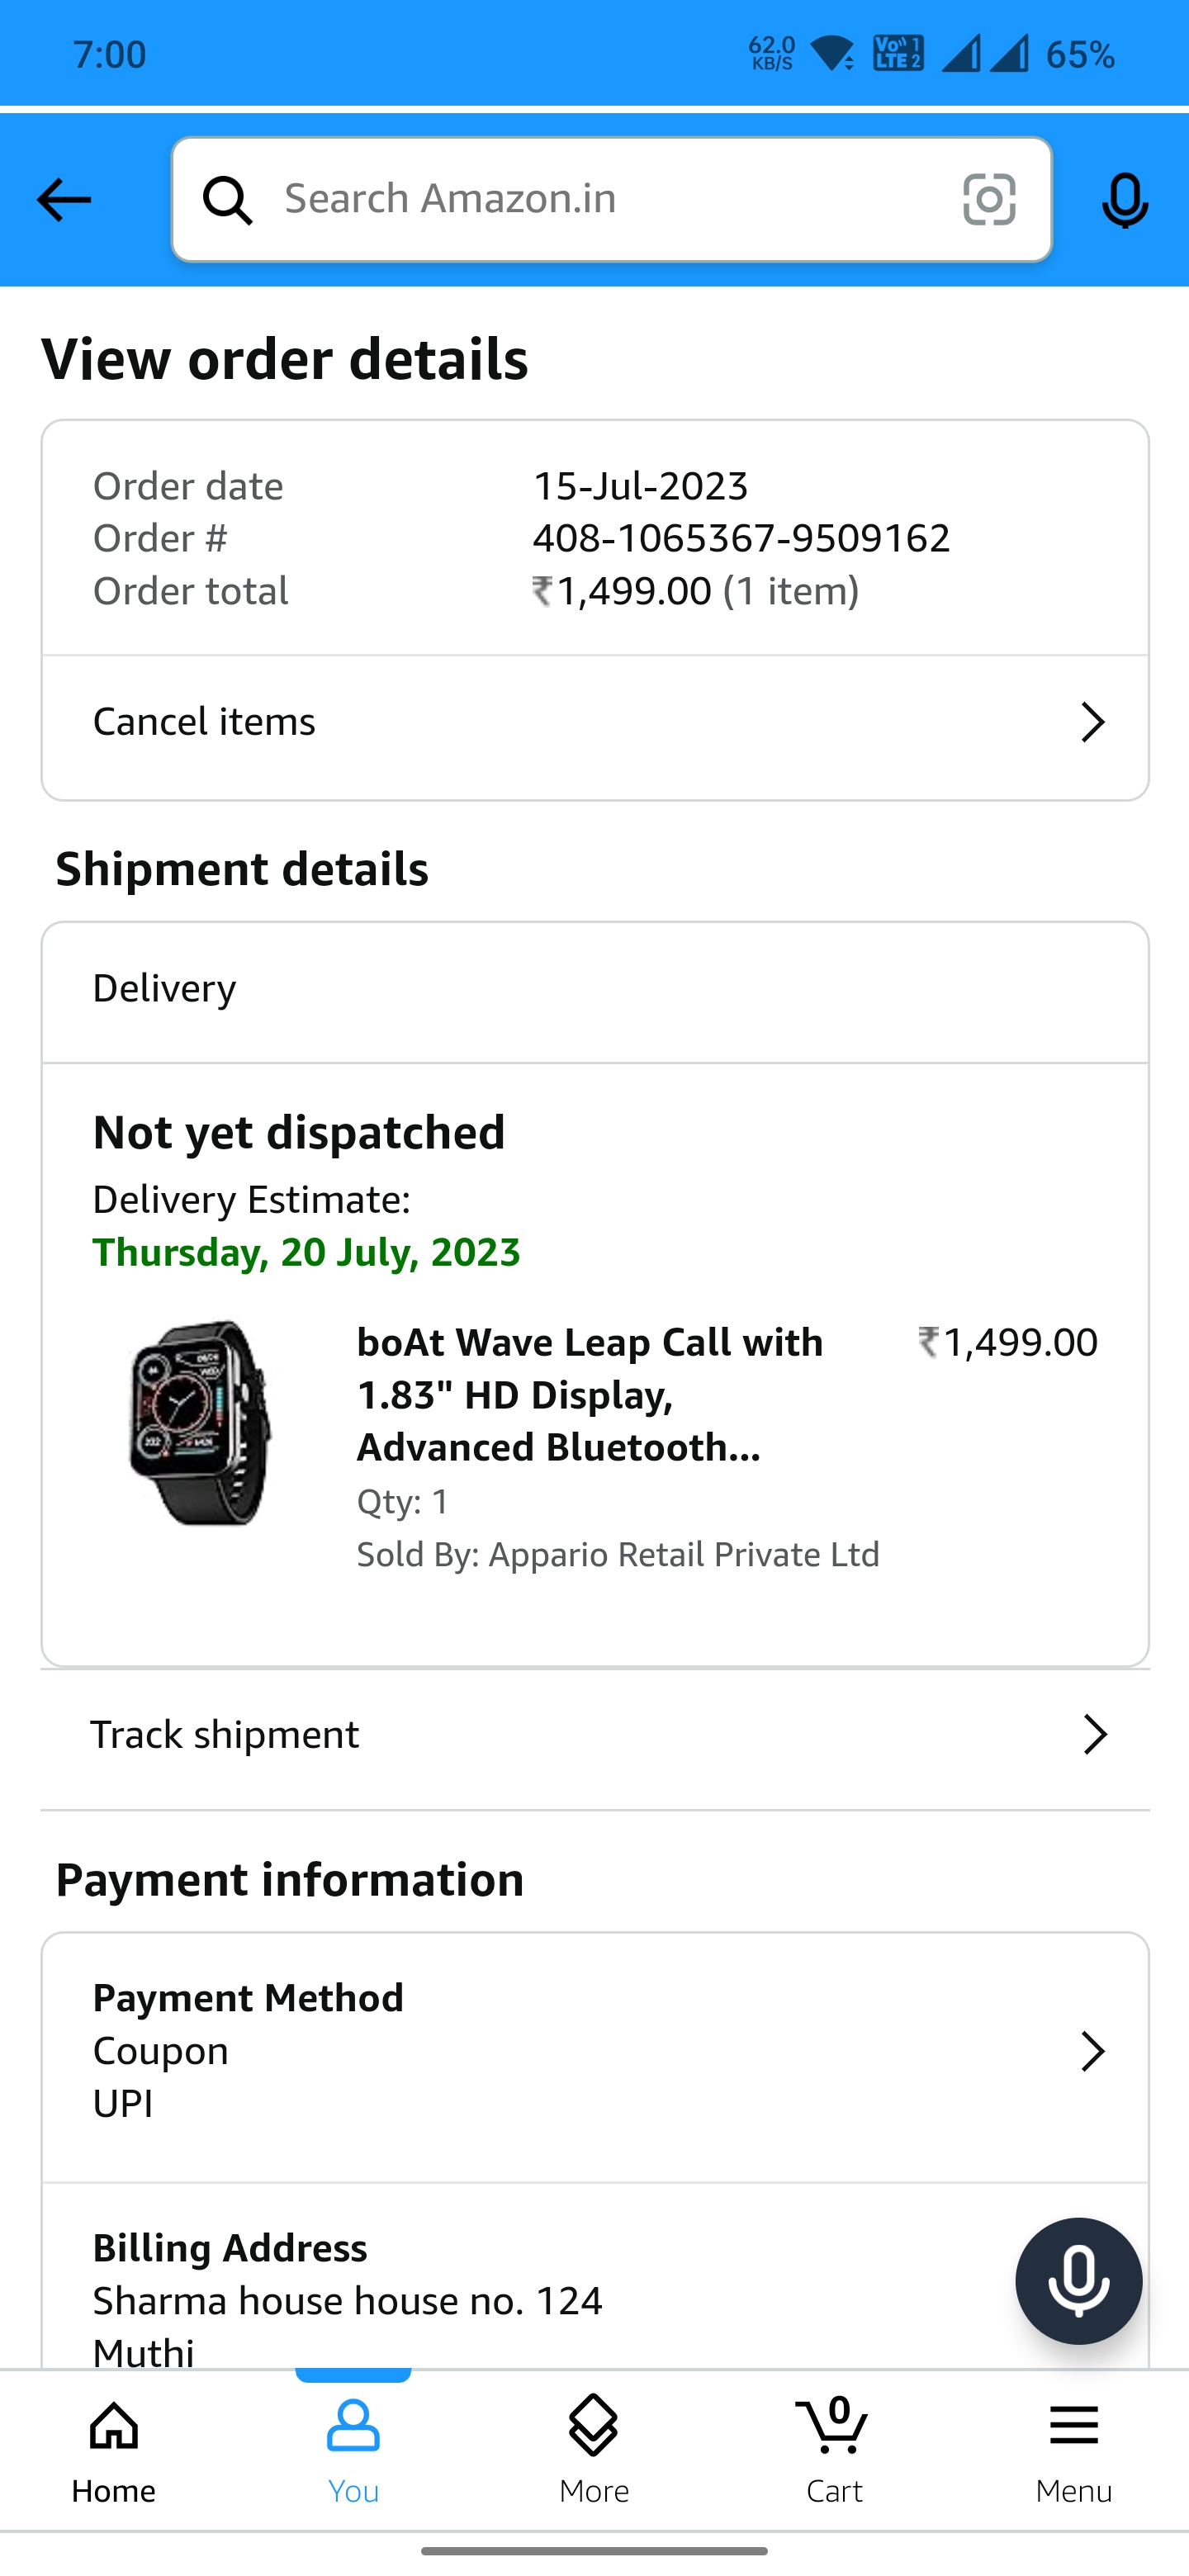 7:00
62.0
KB/S
Vo 1
LTE 2
65%
Search Amazon.in
View order details
Order date 15-Jul-2023
Order # 408-1065367-9509162
Order total ₹1,499.00 (1 item)
Cancel items
Shipment details
Delivery
Not yet dispatched
Delivery Estimate:
Thursday, 20 July, 2023
boAt Wave Leap Call with ₹1,499.00
1.83" HD Display,
Advanced Bluetooth...
Qty: 1
Sold By: Appario Retail Private Ltd
Track shipment
Payment information
Payment Method
Coupon
UPI
Billing Address
Sharma house house no. 124
Muthi
0
Home You More Cart Menu